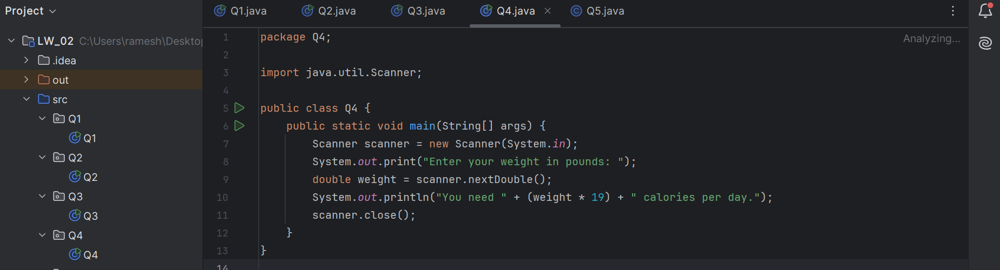 Project
LW_02 C:\Users\ramesh\Deskto
.idea
out
src
Q1
Q1
Q2
Q2
Q3
Q3
Q4
Q4
Q1.java Q2.java Q3.java Q4.java Q5.java
Analyzing...
1 package Q4;
2
3 import java.util.Scanner;
4
5 public class Q4 {
6 public static void main(String[] args) {
7 Scanner scanner = new Scanner(System.in);
8 System.out.print("Enter your weight in pounds: ");
9 double weight = scanner.nextDouble();
10 System.out.println("You need " + (weight * 19) + " calories per day.");
11 scanner.close();
12 }
13 }
14